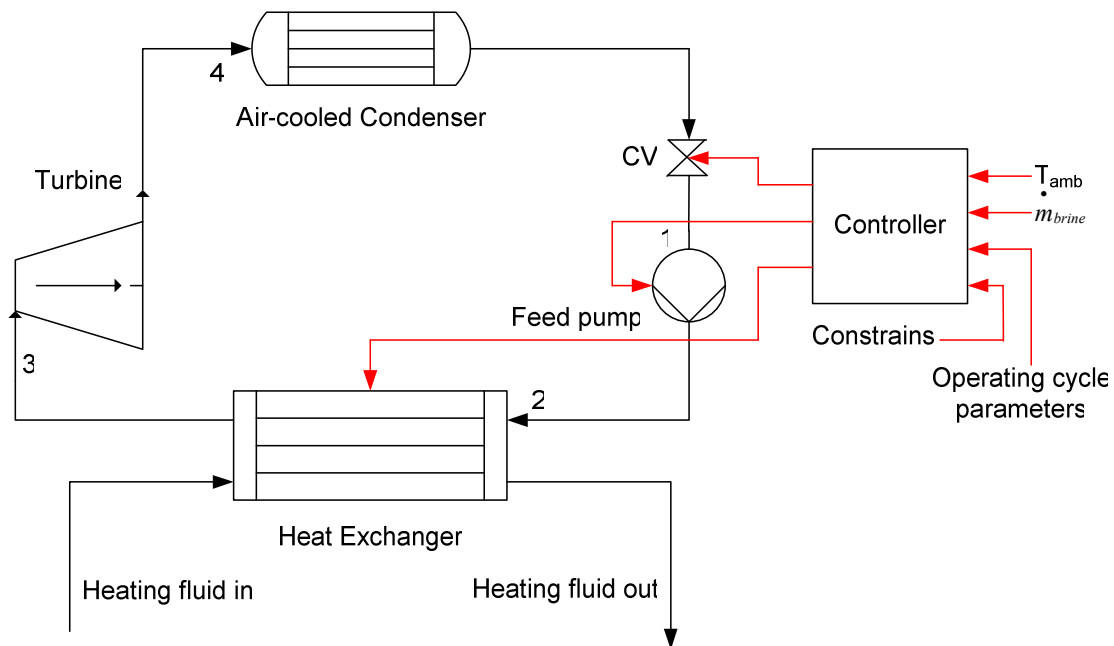 4
Air-cooled Condenser
CV
Turbine
Controller
Tamb
ṁbrine
1
Feed pump
Constrains
3
2
Operating cycle
parameters
Heat Exchanger
Heating fluid in
Heating fluid out